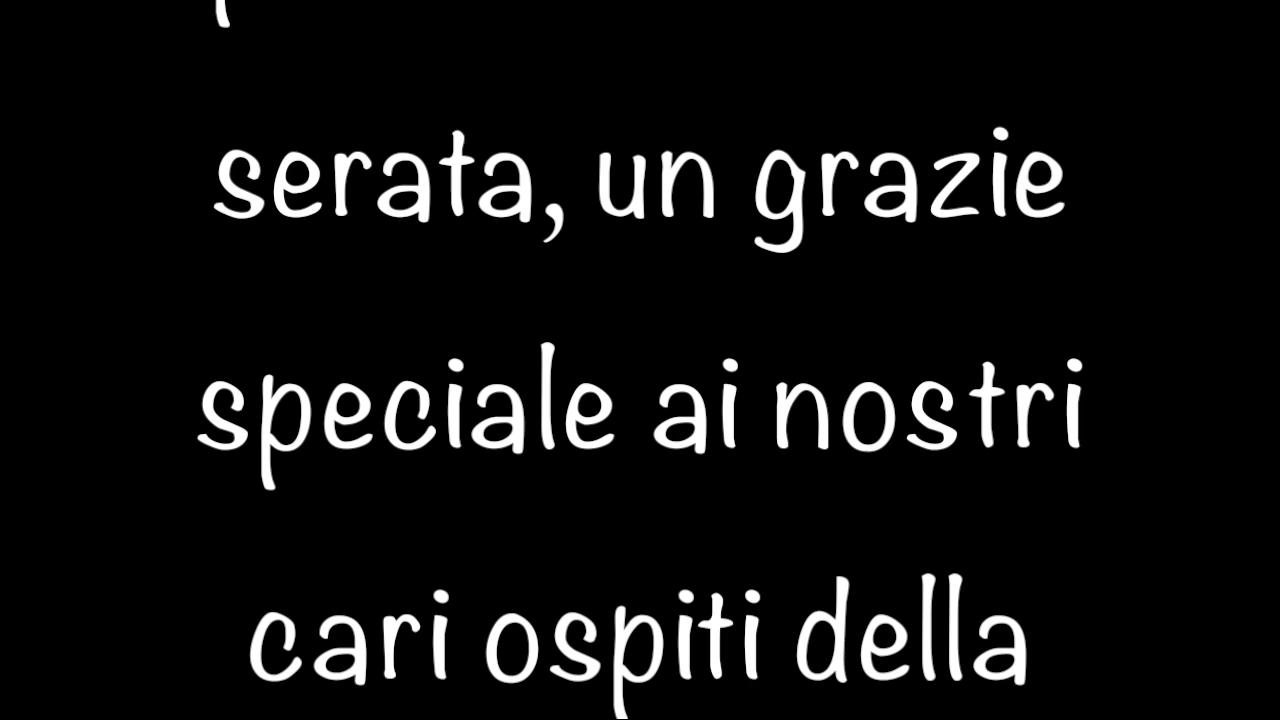 serata, un grazie
speciale ai nostri
cari ospiti della